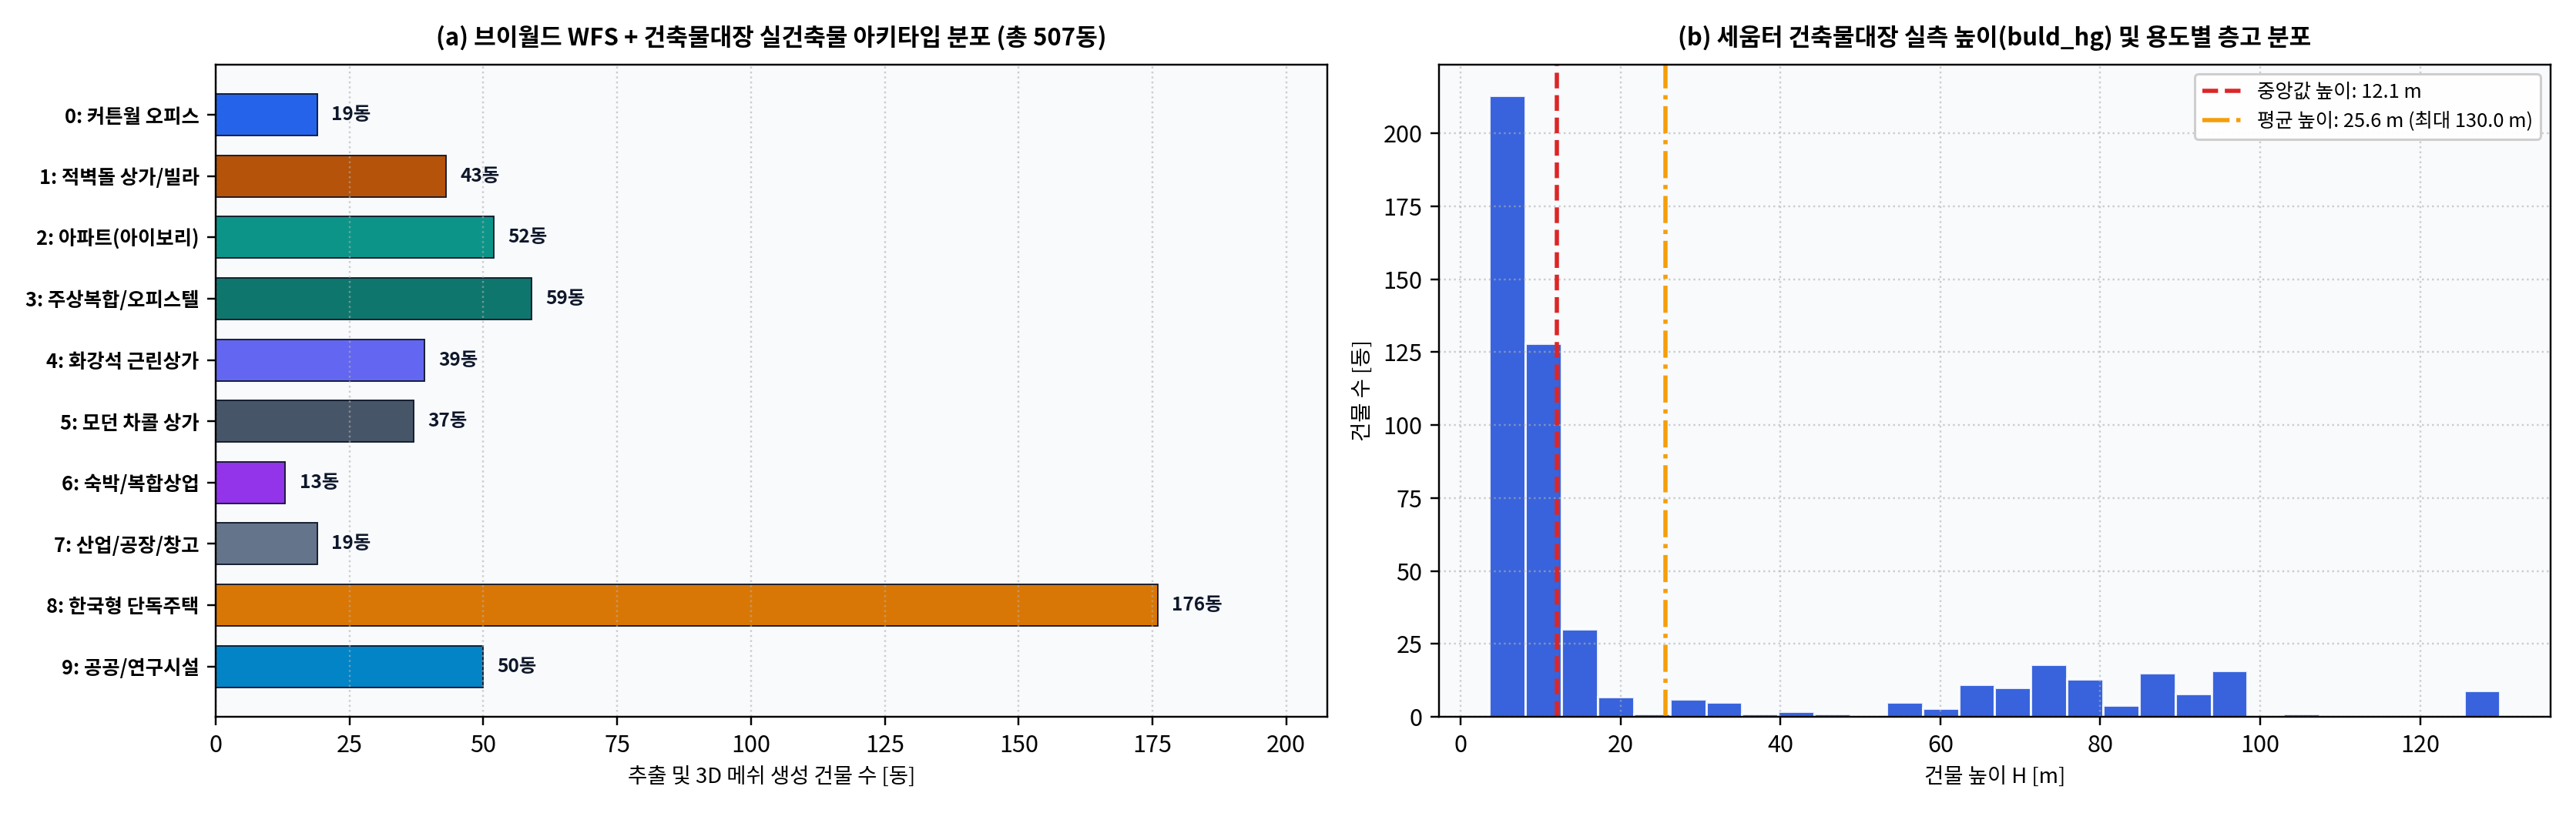 (a) 브이월드 WFS + 건축물대장 실건축물 아키타입 분포 (총 507동)
0: 커튼월 오피스
19동
1: 적벽돌 상가/빌라
43동
2: 아파트(아이보리)
52동
3: 주상복합/오피스텔
59동
4: 화강석 근린상가
39동
5: 모던 차콜 상가
37동
6: 숙박/복합상업
13동
7: 산업/공장/창고
19동
8: 한국형 단독주택
176동
9: 공공/연구시설
50동
0 25 50 75 100 125 150 175 200
추출 및 3D 메쉬 생성 건물 수 [동]
(b) 세움터 건축물대장 실측 높이(buld_hg) 및 용도별 층고 분포
중앙값 높이: 12.1 m
평균 높이: 25.6 m (최대 130.0 m)
건물 수 [동]
200
175
150
125
100
75
50
25
0
0 20 40 60 80 100 120
건물 높이 H [m]